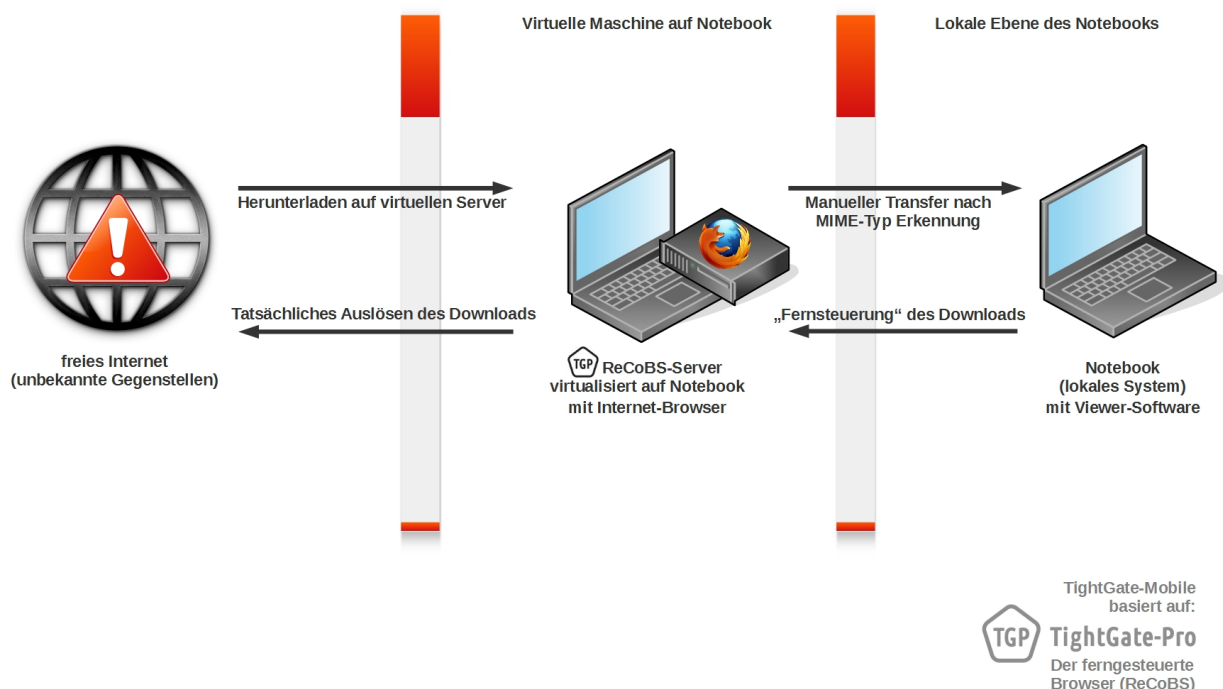 Virtuelle Maschine auf Notebook
Lokale Ebene des Notebooks
Herunterladen auf virtuellen Server
Manueller Transfer nach
MIME-Typ Erkennung
Tatsächliches Auslösen des Downloads
„Fernsteuerung“ des Downloads
freies Internet
(unbekannte Gegenstellen)
TGP ReCoBS-Server
virtualisiert auf Notebook
mit Internet-Browser
Notebook
(lokales System)
mit Viewer-Software
TightGate-Mobile
basiert auf:
TGP TightGate-Pro
Der ferngesteuerte
Browser (ReCoBS)